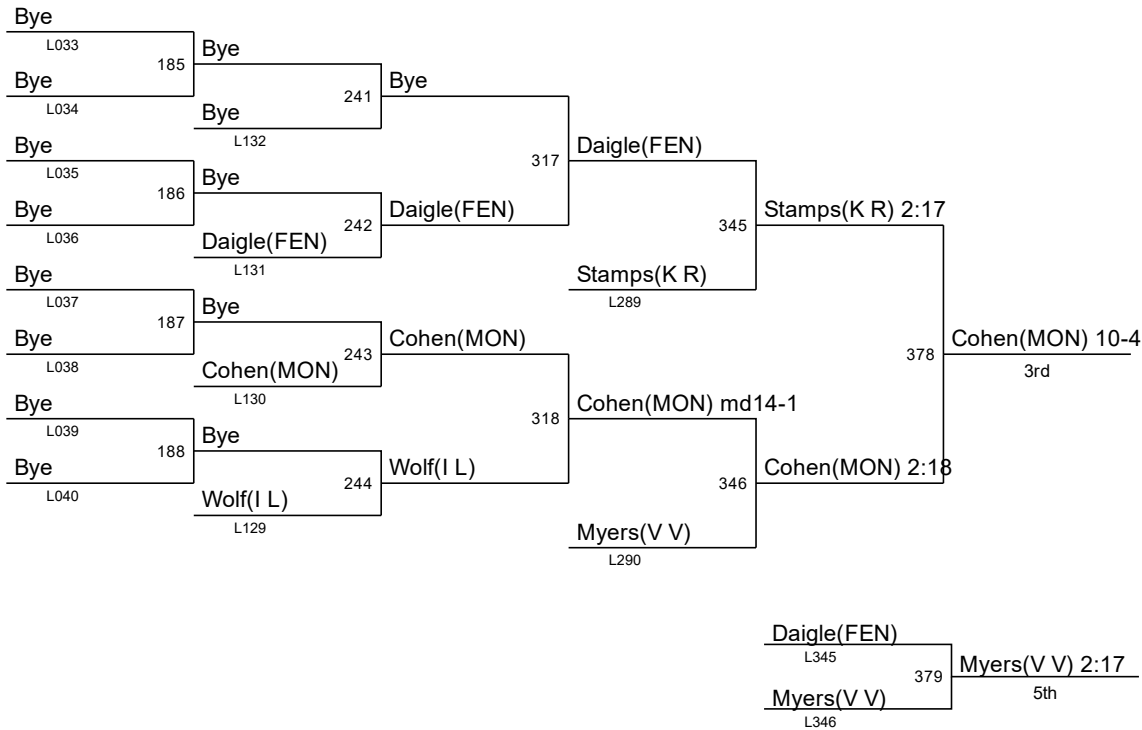 Bye
L033
Bye
185
Bye
Bye
L034
241
Bye
L132
Bye
L035
Bye
317
Daigle(FEN)
186
Bye
L036
242
Daigle(FEN)
Daigle(FEN)
L131
345
Stamps(K R) 2:17
Bye
L037
Stamps(K R)
L289
187
Bye
Bye
L038
243
Cohen(MON)
Cohen(MON)
L130
378
Cohen(MON) 10-4
3rd
Bye
L039
318
Cohen(MON) md14-1
188
Bye
Bye
L040
244
Wolf(I L)
346
Cohen(MON) 2:18
Wolf(I L)
L129
Myers(V V)
L290
Daigle(FEN)
L345
379
Myers(V V) 2:17
5th
Myers(V V)
L346